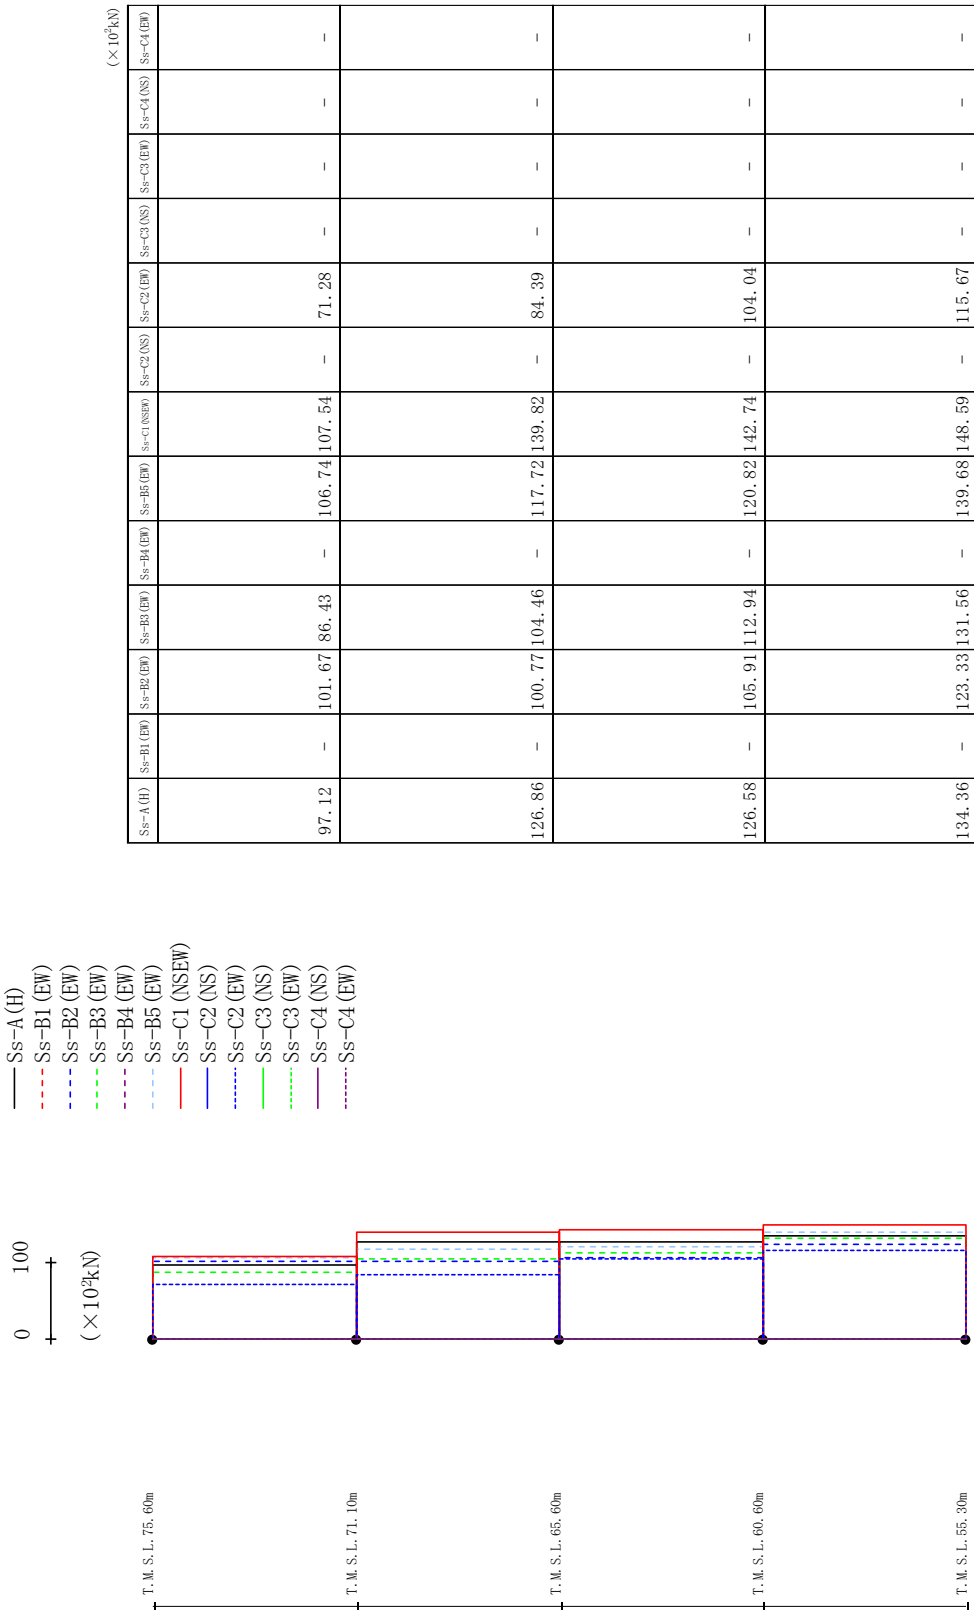 T.M.S.L.75.60m
T.M.S.L.71.10m
T.M.S.L.65.60m
T.M.S.L.60.60m
T.M.S.L.55.30m
0 100
(×10²kN)
Ss-A(H)
Ss-B1(EW)
Ss-B2(EW)
Ss-B3(EW)
Ss-B4(EW)
Ss-B5(EW)
Ss-C1(NSEW)
Ss-C2(NS)
Ss-C2(EW)
Ss-C3(NS)
Ss-C3(EW)
Ss-C4(NS)
Ss-C4(EW)
(×10²kN)
Ss-A(H) Ss-B1(EW) Ss-B2(EW) Ss-B3(EW) Ss-B4(EW) Ss-B5(EW) Ss-C1(NSEW) Ss-C2(NS) Ss-C2(EW) Ss-C3(NS) Ss-C3(EW) Ss-C4(NS) Ss-C4(EW)
97.12 - 101.67 86.43 - 106.74 107.54 - 71.28 - - - -
126.86 - 100.77 104.46 - 117.72 139.82 - 84.39 - - - -
126.58 - 105.91 112.94 - 120.82 142.74 - 104.04 - - - -
134.36 - 123.33 131.56 - 139.68 148.59 - 115.67 - - - -